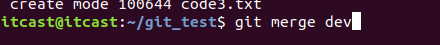 create mode 100644 code3.txt
itcast@itcast:~/git_test$ git merge dev